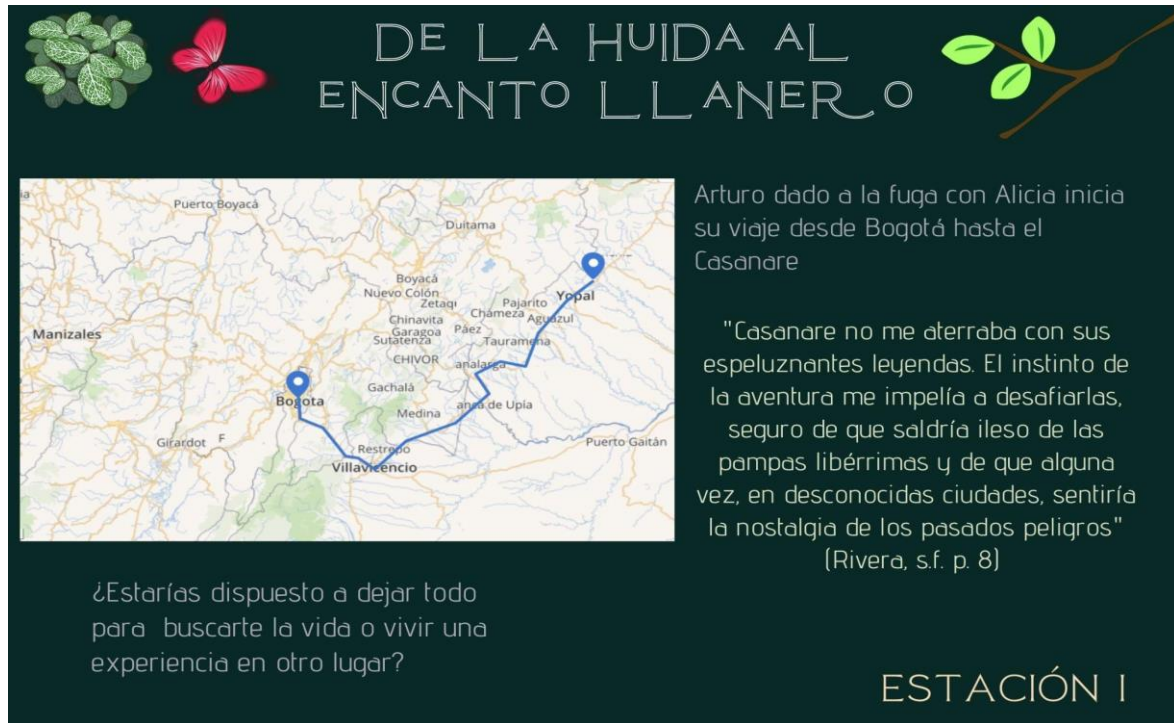 DE LA HUIDA AL
ENCANTO LLANERO
Puerto Boyacá
Duitama
Boyacá
Nuevo Colón
Zetaqi
Pajarito
Yopal
Chinavita
Chámeza
Aguazul
Garagoa
Páez
Manizales
Sutatenza
Tauramena
CHIVOR
analarga
Gachalá
Bogota
Medina
anca de Upía
Girardot
F
Restrepo
Puerto Gaitán
Villavicencio
Arturo dado a la fuga con Alicia inicia
su viaje desde Bogotá hasta el
Casanare
"Casanare no me aterraba con sus
espeluznantes leyendas. El instinto de
la aventura me impelía a desafiarlas,
seguro de que saldría ileso de las
pampas libérrimas y de que alguna
vez, en desconocidas ciudades, sentiría
la nostalgia de los pasados peligros"
(Rivera, s.f. p. 8)
¿Estarías dispuesto a dejar todo
para buscarte la vida o vivir una
experiencia en otro lugar?
ESTACIÓN I